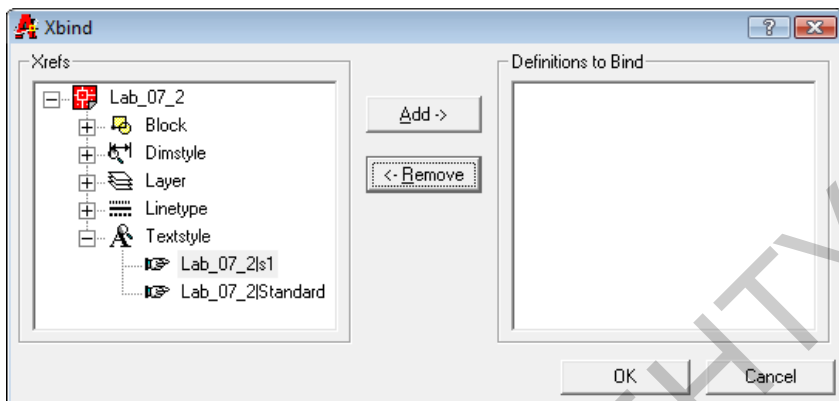 Xbind
Xrefs
Lab_07_2
Block
Dimstyle
Layer
Linetype
Textstyle
Lab_07_2|s1
Lab_07_2|Standard
Add ->
<- Remove
Definitions to Bind
OK
Cancel